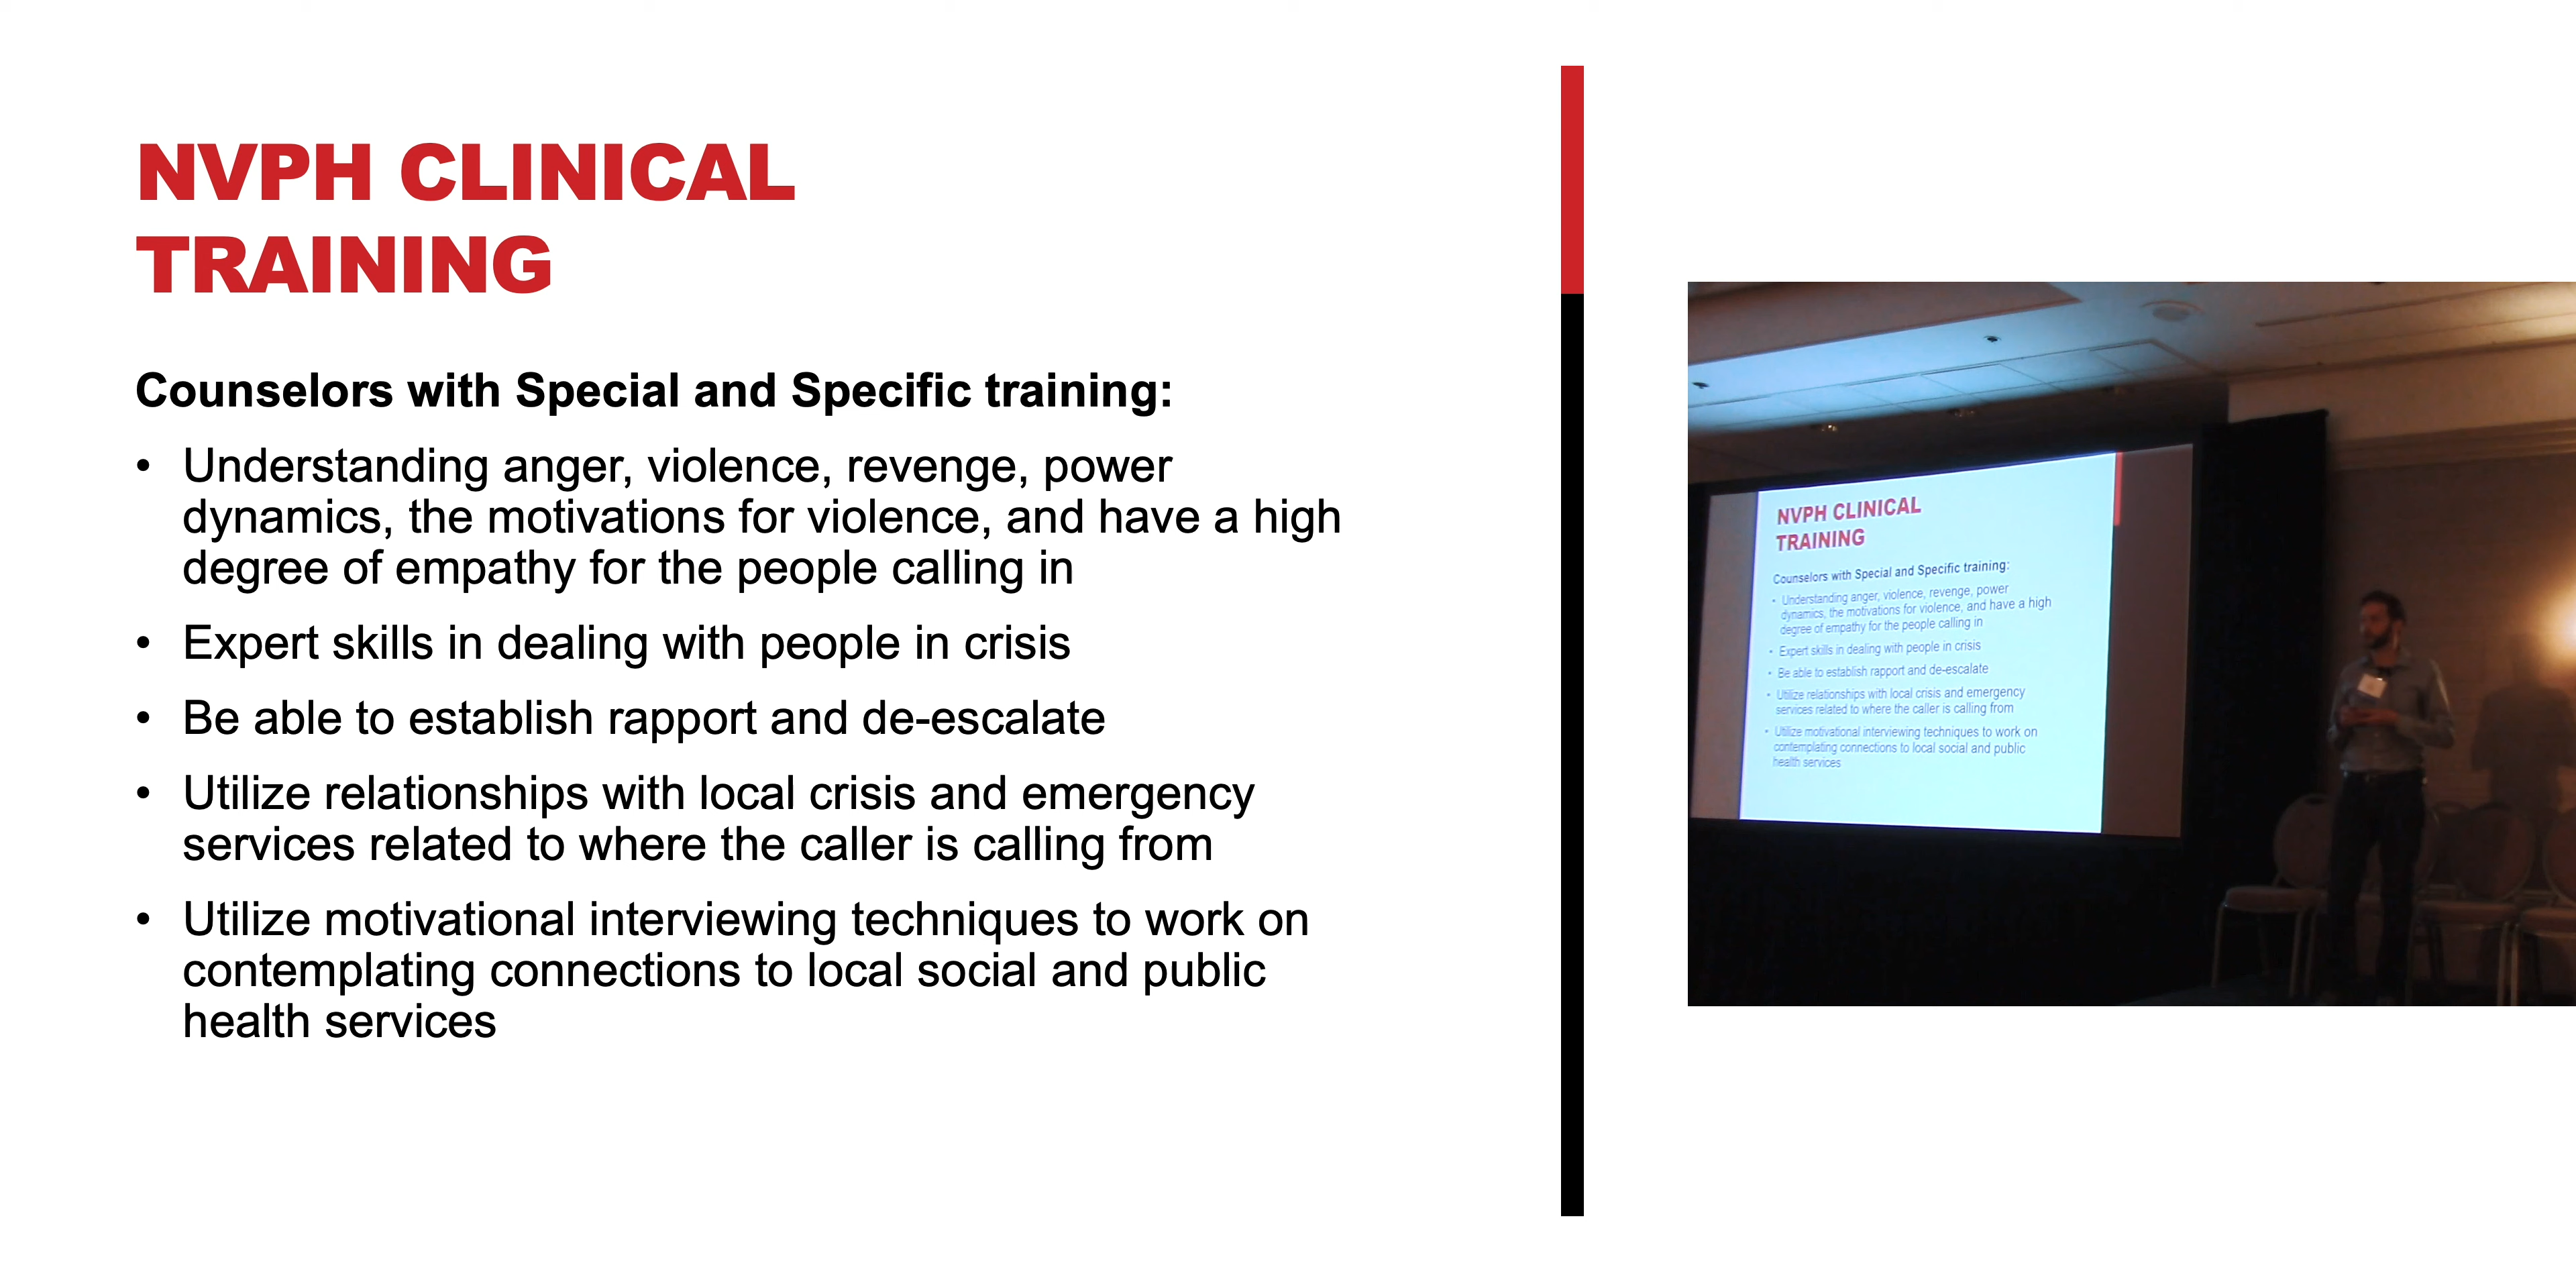 NVPH CLINICAL
TRAINING
Counselors with Special and Specific training:
• Understanding anger, violence, revenge, power
dynamics, the motivations for violence, and have a high
degree of empathy for the people calling in
• Expert skills in dealing with people in crisis
• Be able to establish rapport and de-escalate
• Utilize relationships with local crisis and emergency
services related to where the caller is calling from
• Utilize motivational interviewing techniques to work on
contemplating connections to local social and public
health services
NVPH CLINICAL
TRAINING
Counselors with Special and Specific training:
• Understanding anger, violence, revenge, power
dynamics, the motivations for violence, and have a high
degree of empathy for the people calling in
• Expert skills in dealing with people in crisis
• Be able to establish rapport and de-escalate
• Utilize relationships with local crisis and emergency
services related to where the caller is calling from
• Utilize motivational interviewing techniques to work on
contemplating connections to local social and public
health services